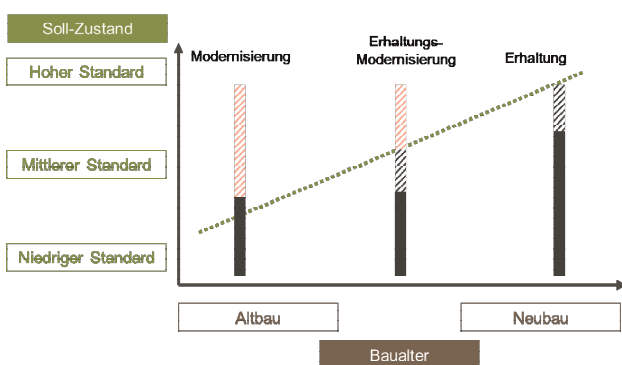 Soll-Zustand
Hoher Standard
Mittlerer Standard
Niedriger Standard
Modernisierung
Erhaltungs–
Modernisierung
Erhaltung
Altbau
Neubau
Baualter